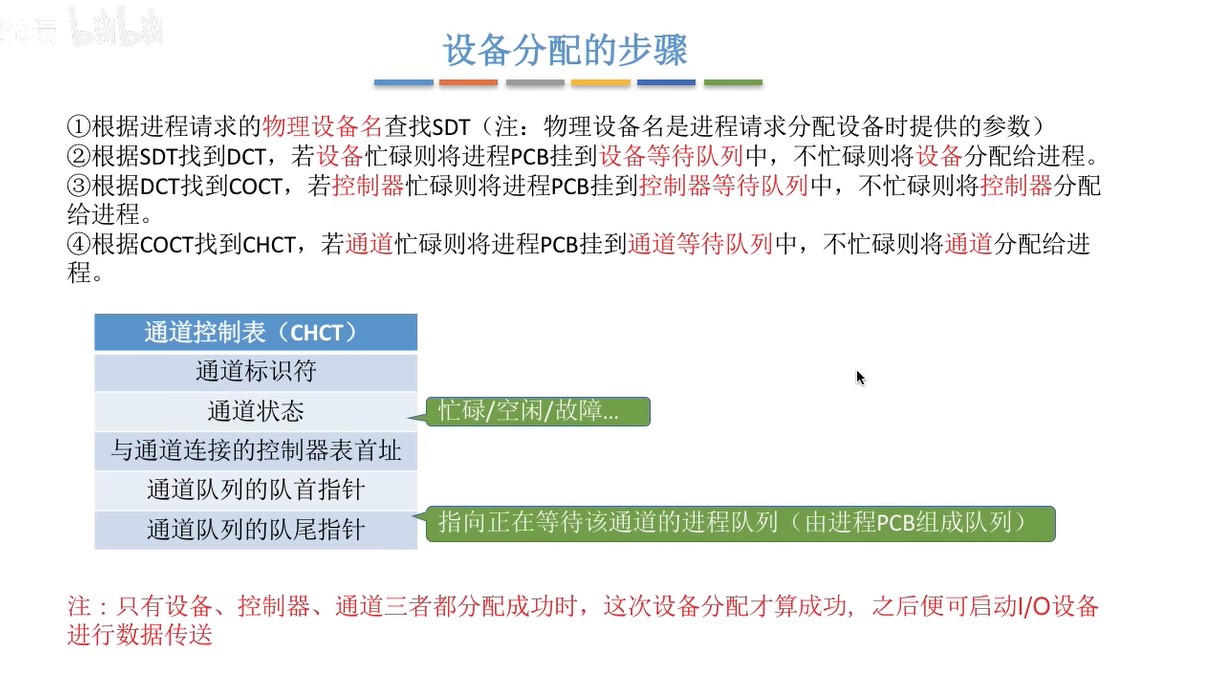 bilibili
设备分配的步骤
①根据进程请求的物理设备名查找SDT（注：物理设备名是进程请求分配设备时提供的参数）
②根据SDT找到DCT，若设备忙碌则将进程PCB挂到设备等待队列中，不忙碌则将设备分配给进程。
③根据DCT找到COCT，若控制器忙碌则将进程PCB挂到控制器等待队列中，不忙碌则将控制器分配
给进程。
④根据COCT找到CHCT，若通道忙碌则将进程PCB挂到通道等待队列中，不忙碌则将通道分配给进
程。
通道控制表（CHCT）
通道标识符
通道状态
忙碌/空闲/故障...
与通道连接的控制器表首址
通道队列的队首指针
通道队列的队尾指针
指向正在等待该通道的进程队列（由进程PCB组成队列）
注：只有设备、控制器、通道三者都分配成功时，这次设备分配才算成功，之后便可启动I/O设备
进行数据传送